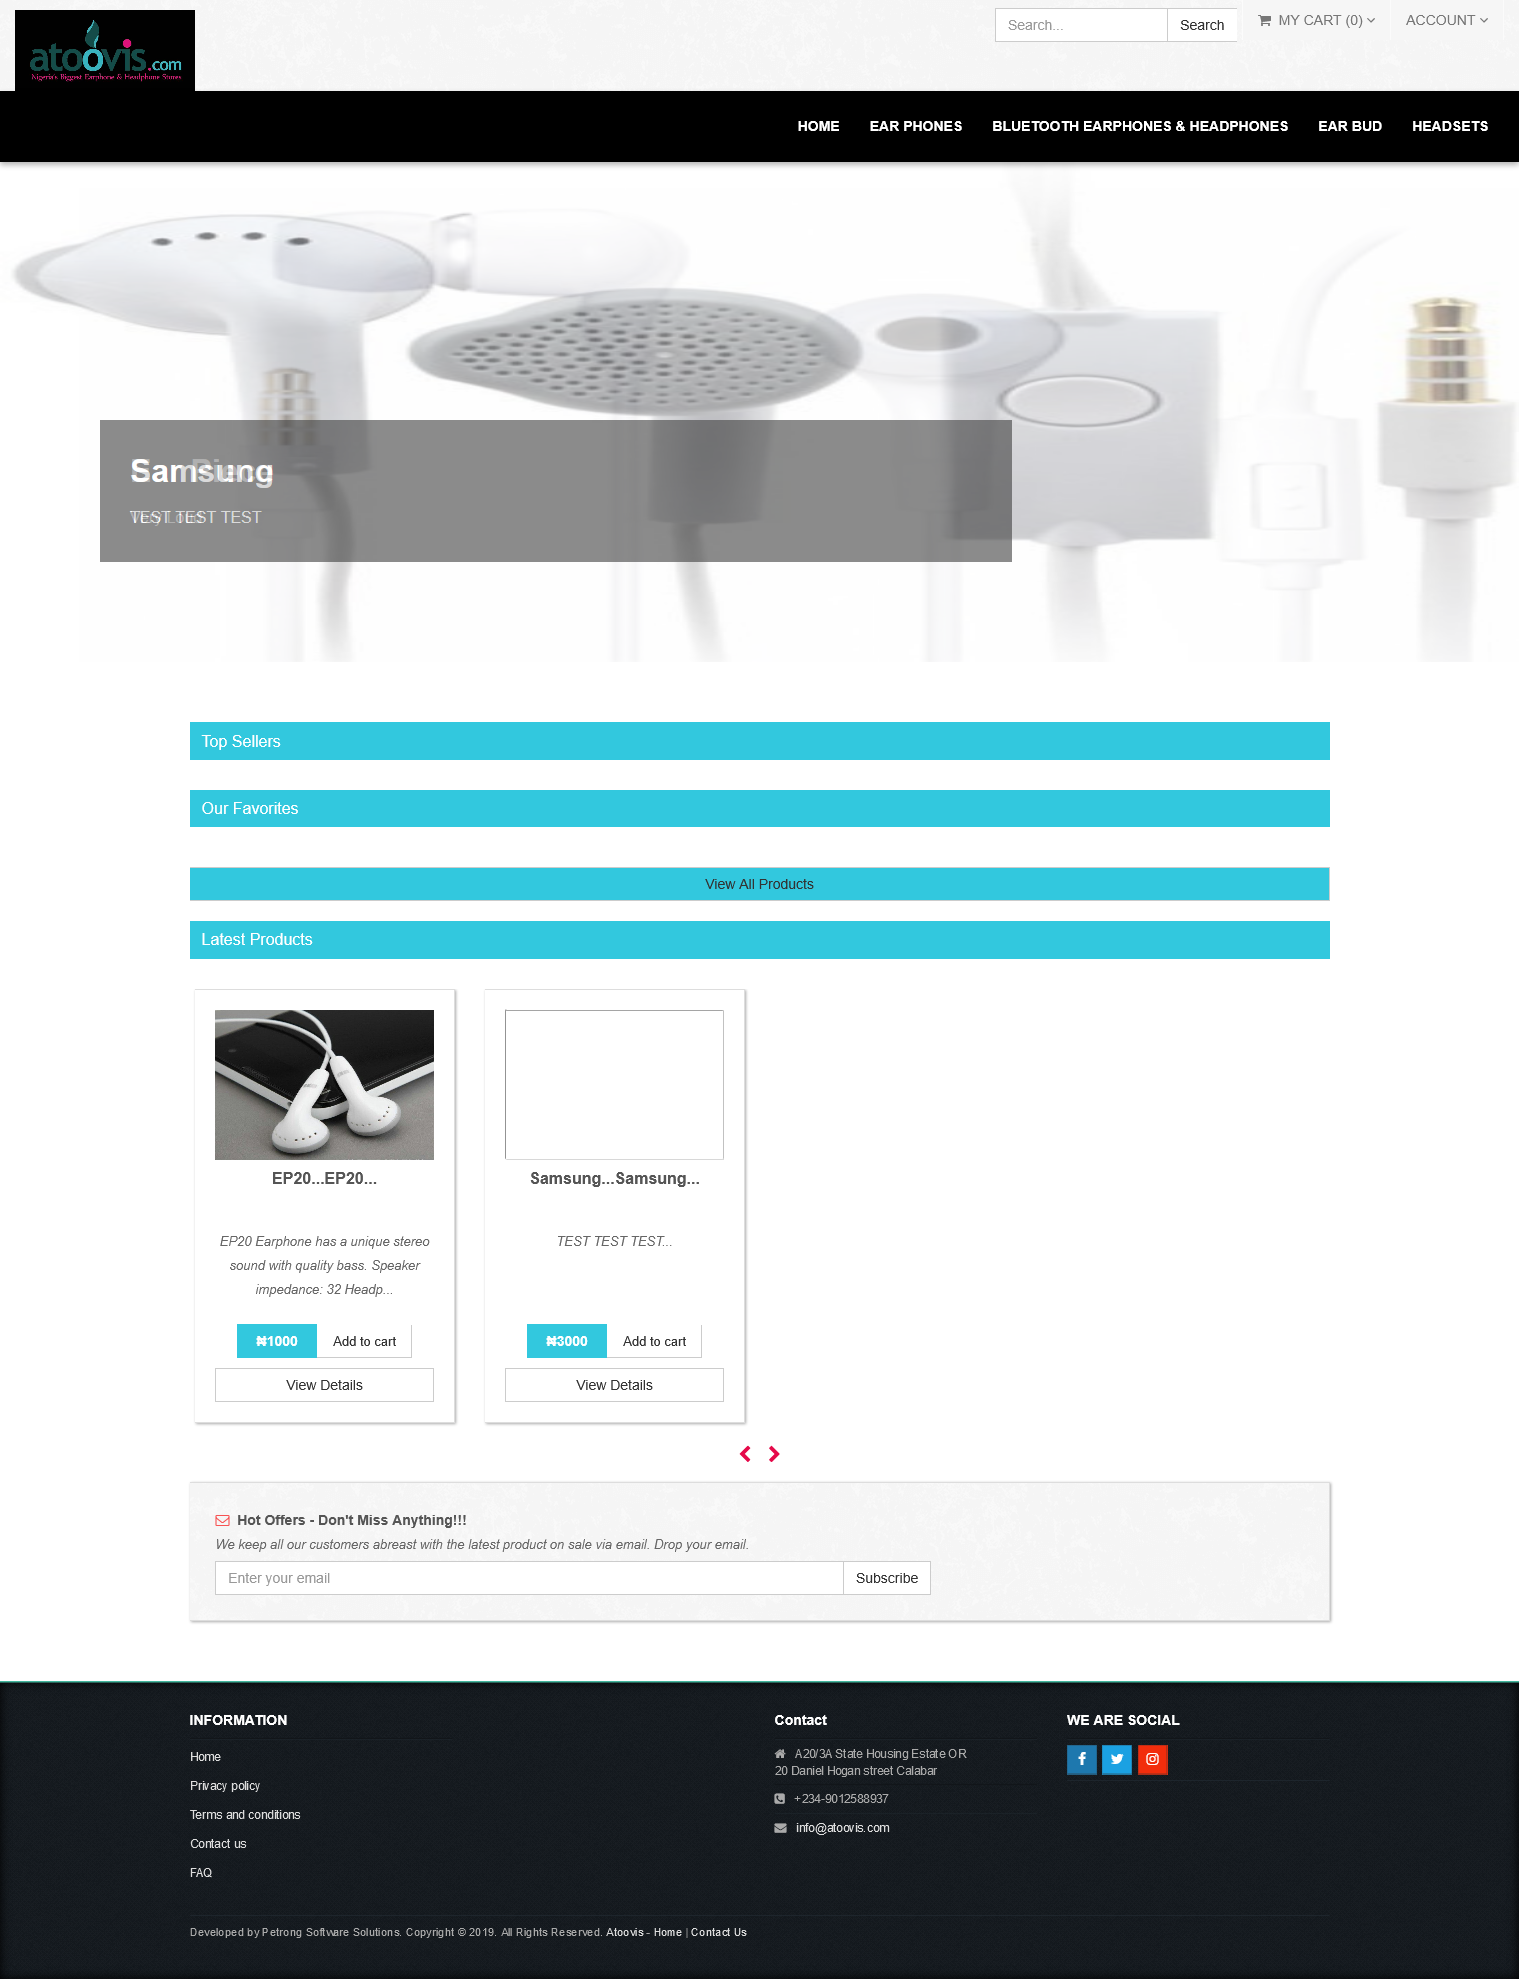 atoovis.com
Nigeria's Biggest Earphone & Headphone Stores
Search...
Search
MY CART (0)
ACCOUNT
HOME
EAR PHONES
BLUETOOTH EARPHONES & HEADPHONES
EAR BUD
HEADSETS
Samsung
TEST TEST TEST
Top Sellers
Our Favorites
View All Products
Latest Products
EP20...EP20...
EP20 Earphone has a unique stereo
sound with quality bass. Speaker
impedance: 32 Headp...
₦1000
Add to cart
View Details
Samsung...Samsung...
TEST TEST TEST...
₦3000
Add to cart
View Details
Hot Offers - Don't Miss Anything!!!
We keep all our customers abreast with the latest product on sale via email. Drop your email.
Enter your email
Subscribe
INFORMATION
Home
Privacy policy
Terms and conditions
Contact us
FAQ
Contact
A20/3A State Housing Estate OR
20 Daniel Hogan street Calabar
+234-9012588937
info@atoovis.com
WE ARE SOCIAL
Developed by Petrong Software Solutions. Copyright © 2019. All Rights Reserved. Atoovis - Home | Contact Us